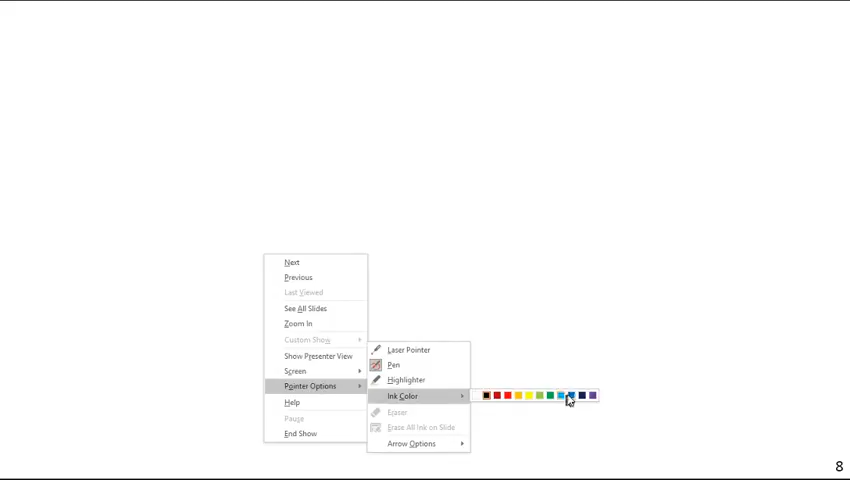 Next
Previous
Last Viewed
See All Slides
Zoom In
Custom Show
Show Presenter View
Screen
Pointer Options
Help
Pause
End Show
Laser Pointer
Pen
Highlighter
Ink Color
Eraser
Erase All Ink on Slide
Arrow Options
8